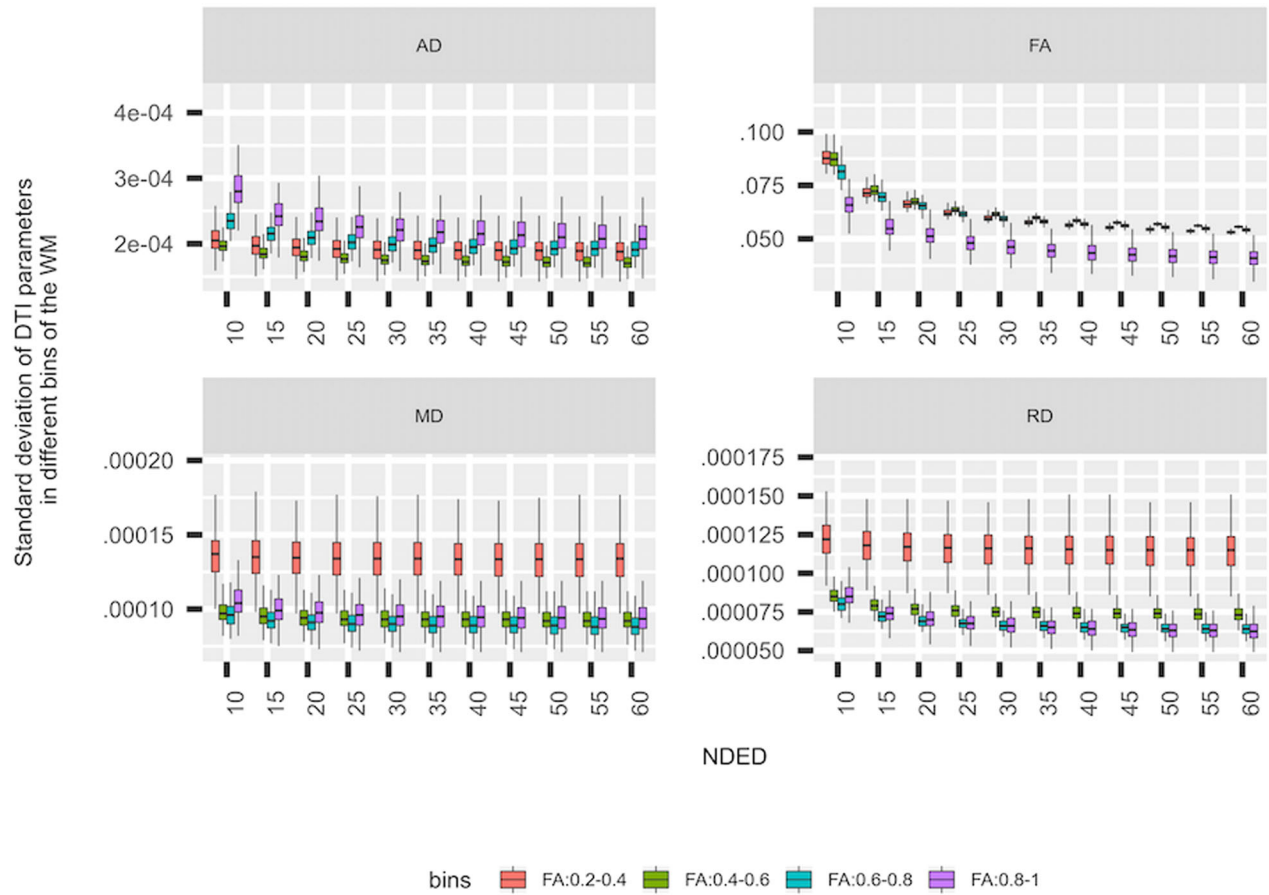 Standard deviation of DTI parameters
in different bins of the WM
AD
4e-04
3e-04
2e-04
10 15 20 25 30 35 40 45 50 55 60
FA
.100
.075
.050
10 15 20 25 30 35 40 45 50 55 60
MD
.00020
.00015
.00010
10 15 20 25 30 35 40 45 50 55 60
RD
.000175
.000150
.000125
.000100
.000075
.000050
10 15 20 25 30 35 40 45 50 55 60
NDED
bins FA:0.2-0.4 FA:0.4-0.6 FA:0.6-0.8 FA:0.8-1